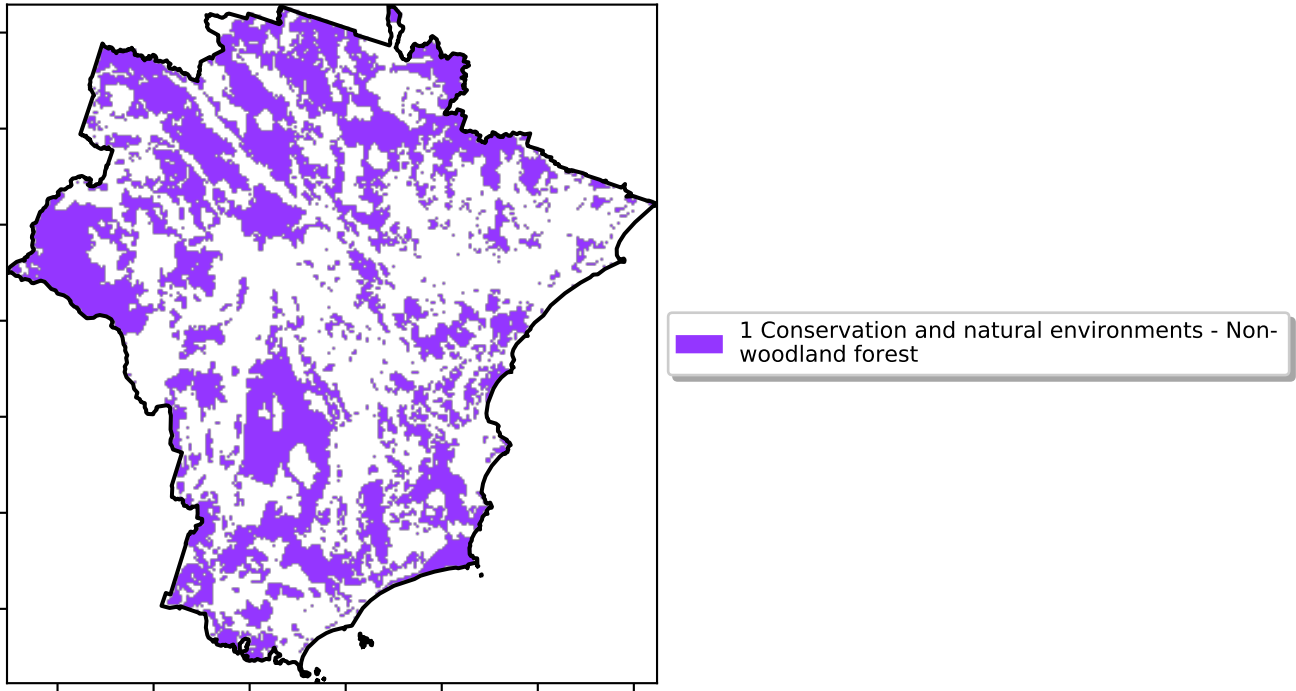 1 Conservation and natural environments - Non-
woodland forest